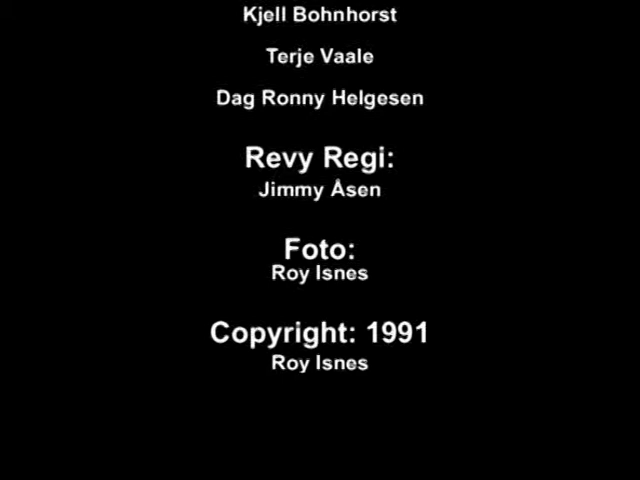 Kjell Bohnhorst
Terje Vaale
Dag Ronny Helgesen
Revy Regi:
Jimmy Åsen
Foto:
Roy Isnes
Copyright: 1991
Roy Isnes